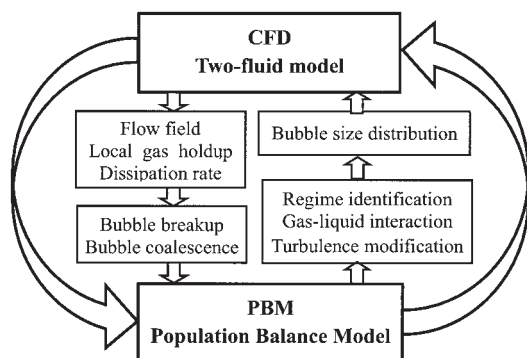 CFD
Two-fluid model
Flow field
Local gas holdup
Dissipation rate
Bubble breakup
Bubble coalescence
Bubble size distribution
Regime identification
Gas-liquid interaction
Turbulence modification
PBM
Population Balance Model